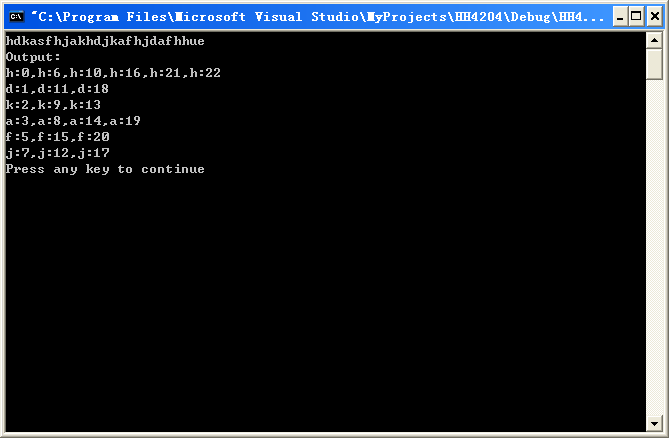 "C:\Program Files\Microsoft Visual Studio\MyProjects\HH4204\Debug\HH4...
hdkasfhjakhdjkafhjdafhhue
Output:
h:0,h:6,h:10,h:16,h:21,h:22
d:1,d:11,d:18
k:2,k:9,k:13
a:3,a:8,a:14,a:19
f:5,f:15,f:20
j:7,j:12,j:17
Press any key to continue